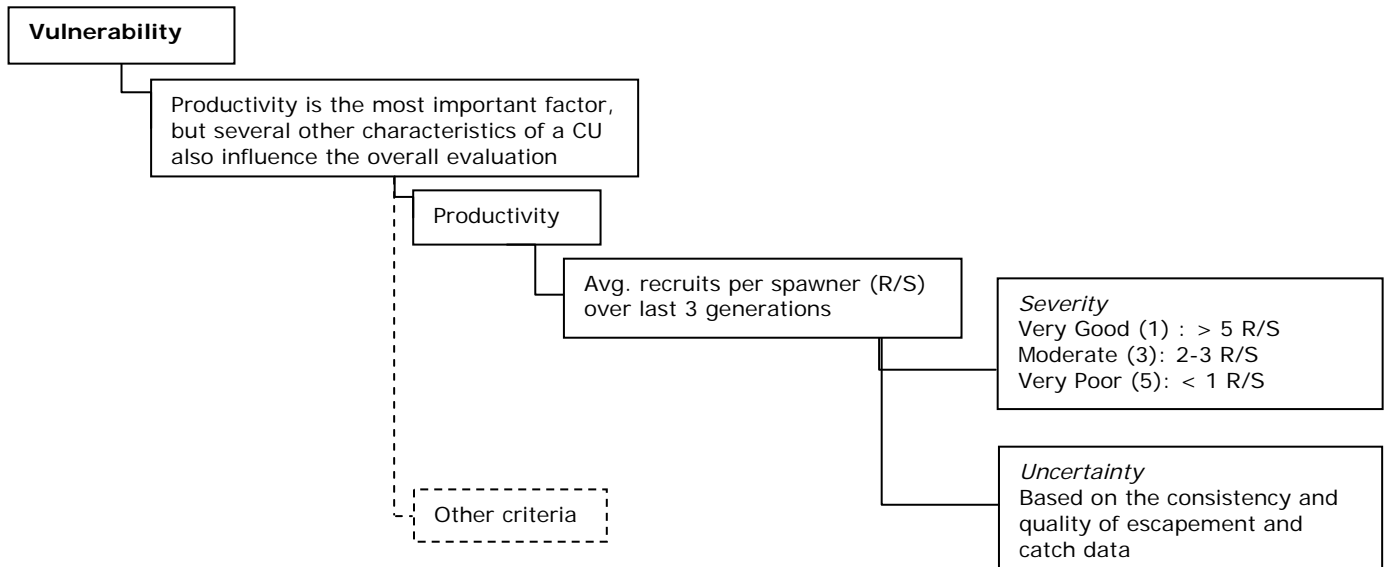 Vulnerability
Productivity is the most important factor,
but several other characteristics of a CU
also influence the overall evaluation
Productivity
Avg. recruits per spawner (R/S)
over last 3 generations
Severity
Very Good (1) : > 5 R/S
Moderate (3): 2-3 R/S
Very Poor (5): < 1 R/S
Uncertainty
Based on the consistency and
quality of escapement and
catch data
Other criteria